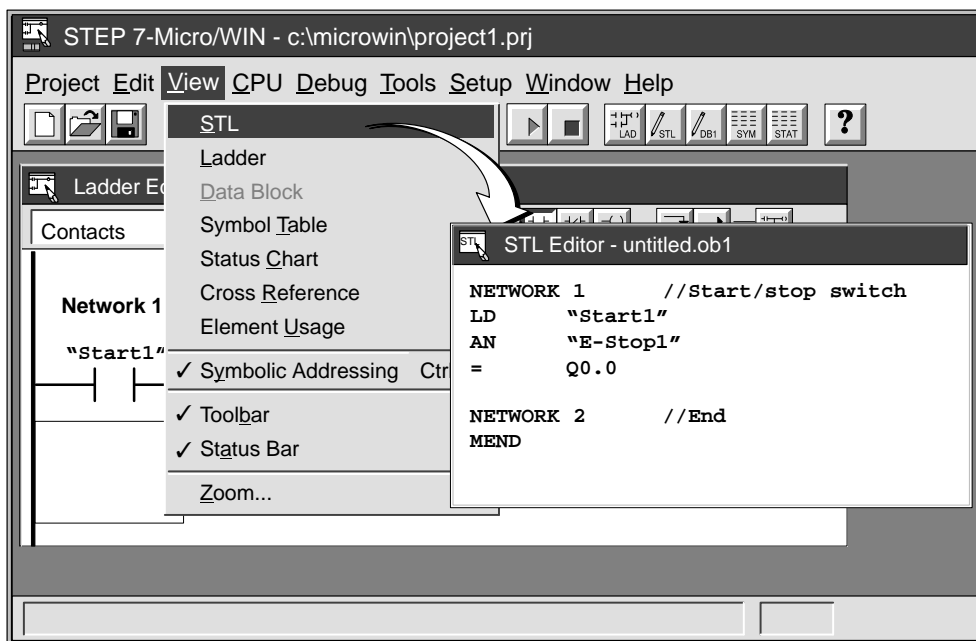 STEP 7-Micro/WIN - c:\microwin\project1.prj
Project Edit View CPU Debug Tools Setup Window Help
LAD STL DB1 SYM STAT ?
STL
Ladder
Data Block
Symbol Table
Status Chart
Cross Reference
Element Usage
✓ Symbolic Addressing Ctr
✓ Toolbar
✓ Status Bar
Zoom...
Ladder E
Contacts
Network 1
“Start1”
STL STL Editor - untitled.ob1
NETWORK 1 //Start/stop switch
LD “Start1”
AN “E-Stop1”
= Q0.0
NETWORK 2 //End
MEND